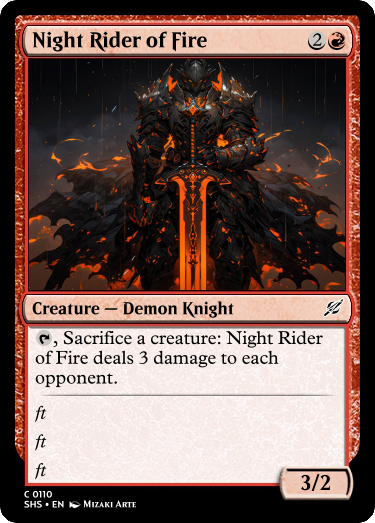 Night Rider of Fire 2
Creature — Demon Knight
, Sacrifice a creature: Night Rider
of Fire deals 3 damage to each
opponent.
ft
ft
ft
3/2
C 0110
SHS • EN Mizaki Arte